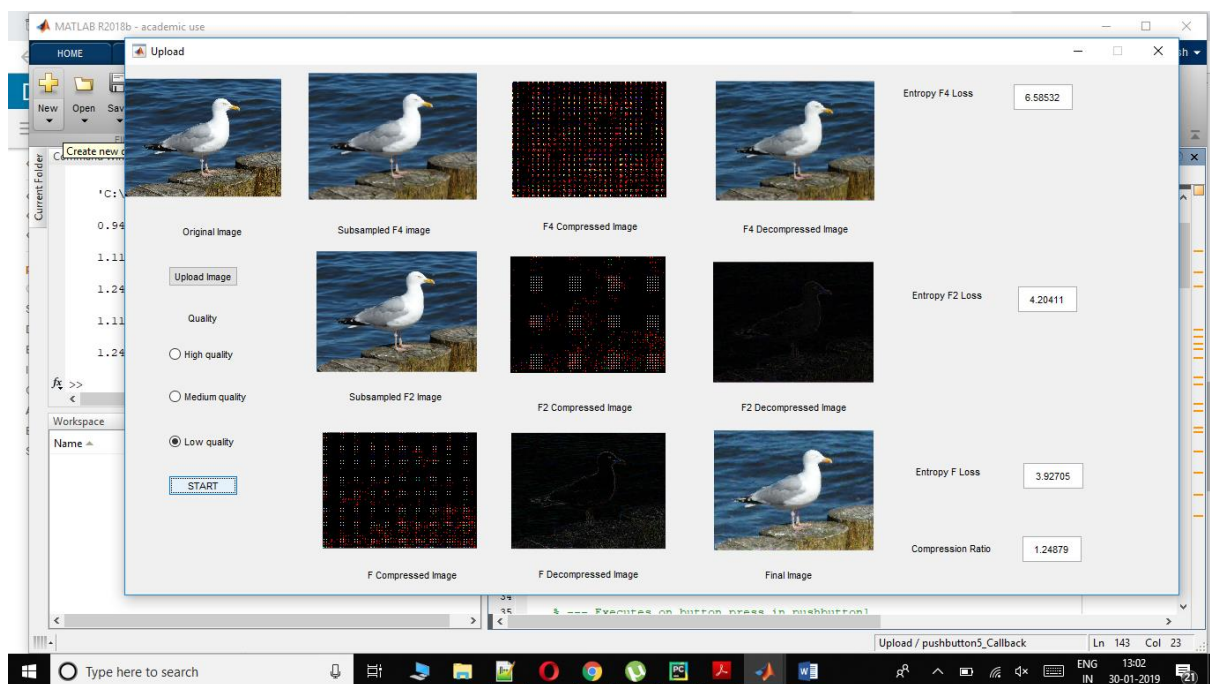 MATLAB R2018b - academic use
HOME
Upload
New
Open
Create new
Current Folder
'C:\
0.94
1.11
1.24
1.11
1.24
fx >>
Workspace
Name
Original Image
Subsampled F4 image
F4 Compressed Image
F4 Decompressed Image
Entropy F4 Loss
6.58532
Upload Image
Quality
High quality
Medium quality
Low quality
START
Subsampled F2 Image
F2 Compressed Image
F2 Decompressed Image
Entropy F2 Loss
4.20411
F Compressed Image
F Decompressed Image
Final Image
Entropy F Loss
3.92705
Compression Ratio
1.24879
34
35 % --- Executes on button press in pushbutton1
Upload / pushbutton5_Callback
Ln 143 Col 23
Type here to search
ENG
IN
13:02
30-01-2019
21